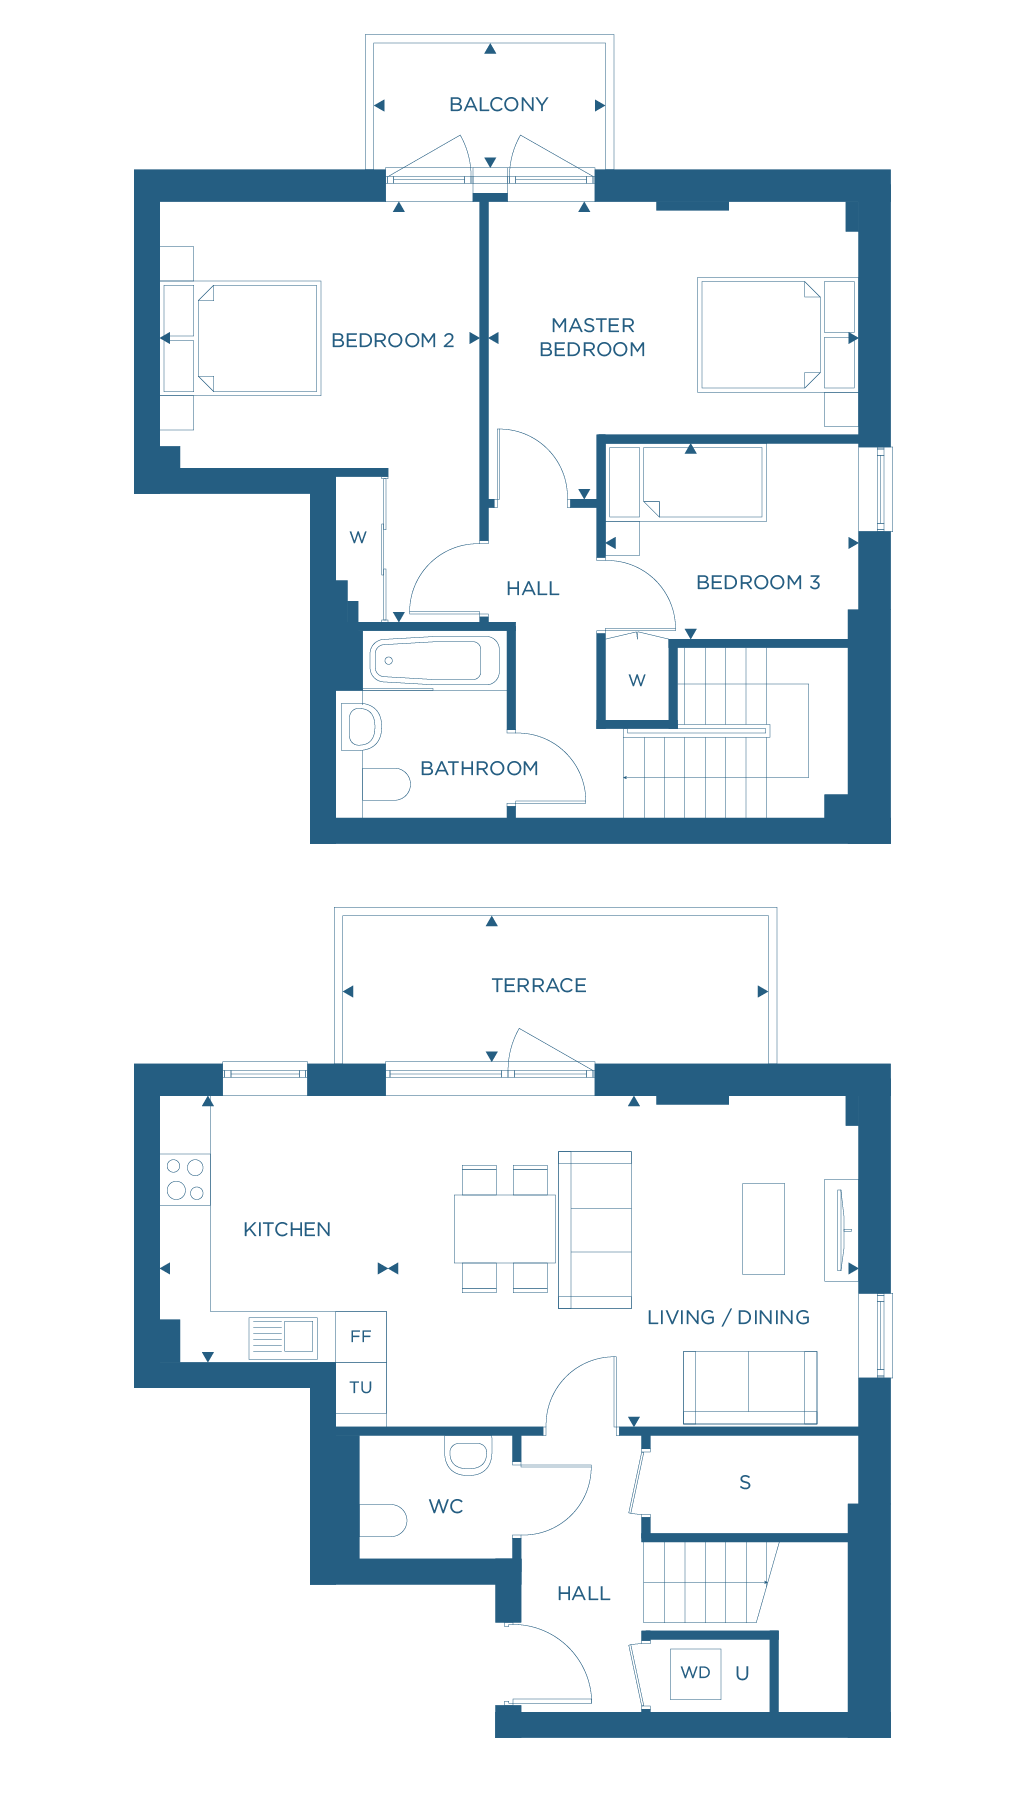 BALCONY
BEDROOM 2
MASTER
BEDROOM
W
HALL
BEDROOM 3
W
BATHROOM
TERRACE
KITCHEN
LIVING / DINING
FF
TU
S
WC
HALL
WD
U